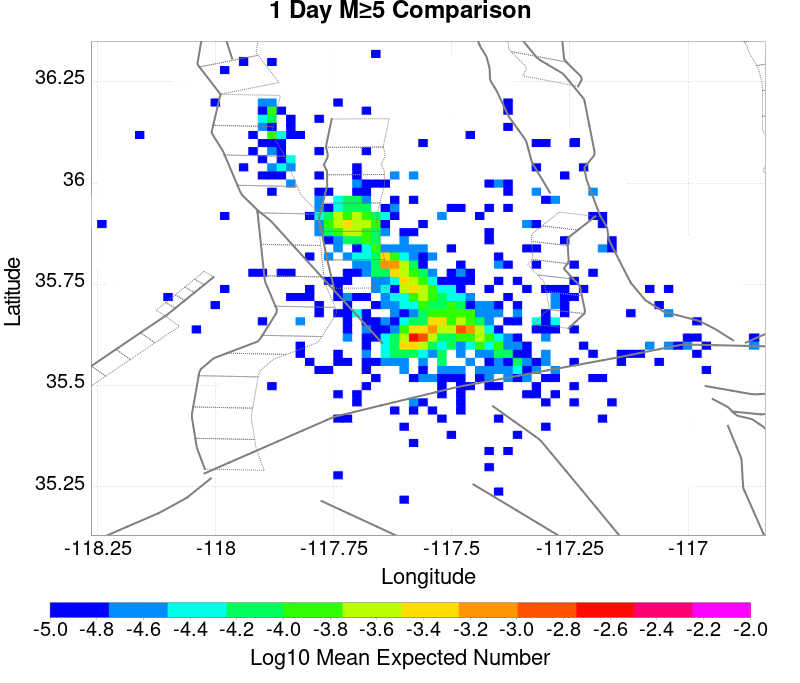 1 Day M≥5 Comparison
36.25
36
35.75
35.5
35.25
Latitude
-118.25 -118 -117.75 -117.5 -117.25 -117
Longitude
-5.0 -4.8 -4.6 -4.4 -4.2 -4.0 -3.8 -3.6 -3.4 -3.2 -3.0 -2.8 -2.6 -2.4 -2.2 -2.0
Log10 Mean Expected Number